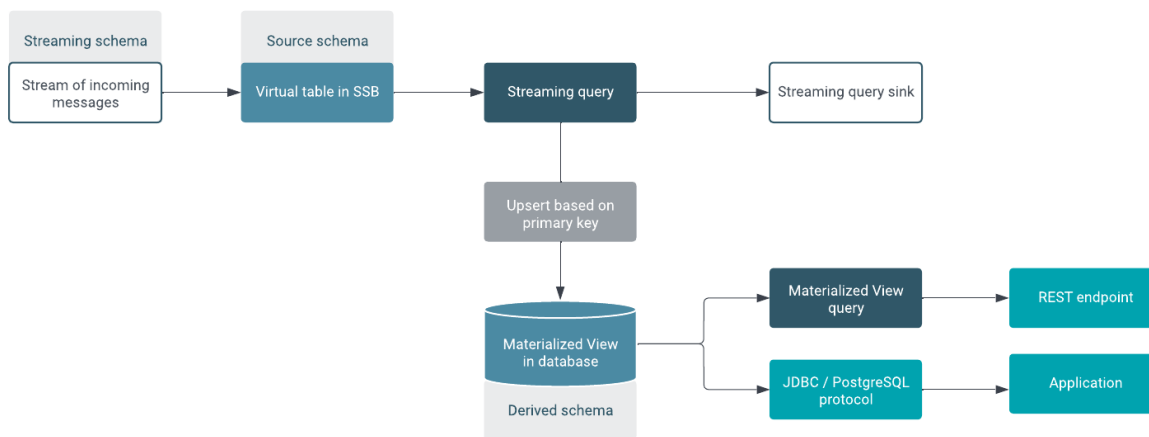 Streaming schema
Source schema
Stream of incoming
messages
Virtual table in SSB
Streaming query
Streaming query sink
Upsert based on
primary key
Materialized View
query
REST endpoint
Materialized View
in database
JDBC / PostgreSQL
protocol
Application
Derived schema